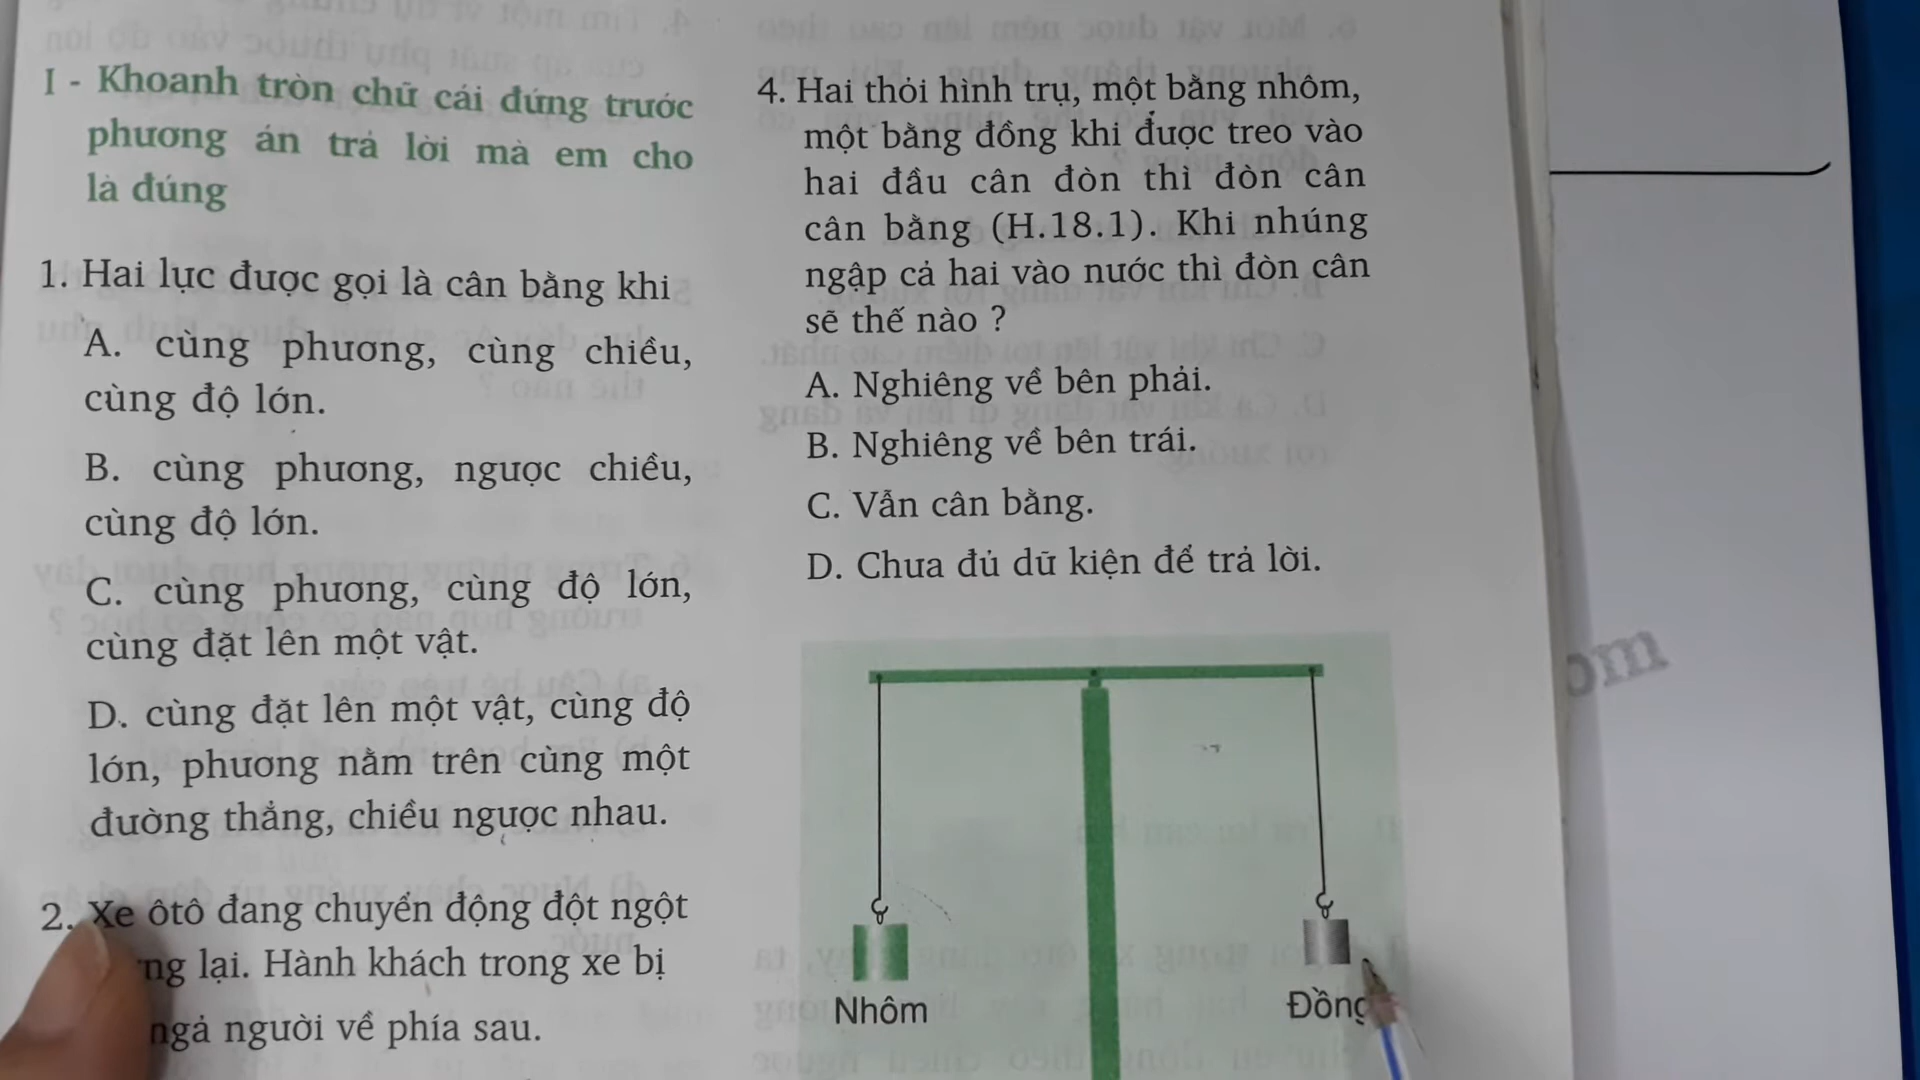 I - Khoanh tròn chữ cái đứng trước
phương án trả lời mà em cho
là đúng
1. Hai lực được gọi là cân bằng khi
A. cùng phương, cùng chiều,
cùng độ lớn.
B. cùng phương, ngược chiều,
cùng độ lớn.
C. cùng phương, cùng độ lớn,
cùng đặt lên một vật.
D. cùng đặt lên một vật, cùng độ
lớn, phương nằm trên cùng một
đường thẳng, chiều ngược nhau.
2. Xe ôtô đang chuyển động đột ngột
ng lại. Hành khách trong xe bị
ngả người về phía sau.
4. Hai thỏi hình trụ, một bằng nhôm,
một bằng đồng khi được treo vào
hai đầu cân đòn thì đòn cân
cân bằng (H.18.1). Khi nhúng
ngập cả hai vào nước thì đòn cân
sẽ thế nào ?
A. Nghiêng về bên phải.
B. Nghiêng về bên trái.
C. Vẫn cân bằng.
D. Chưa đủ dữ kiện để trả lời.
Nhôm
Đồng
om